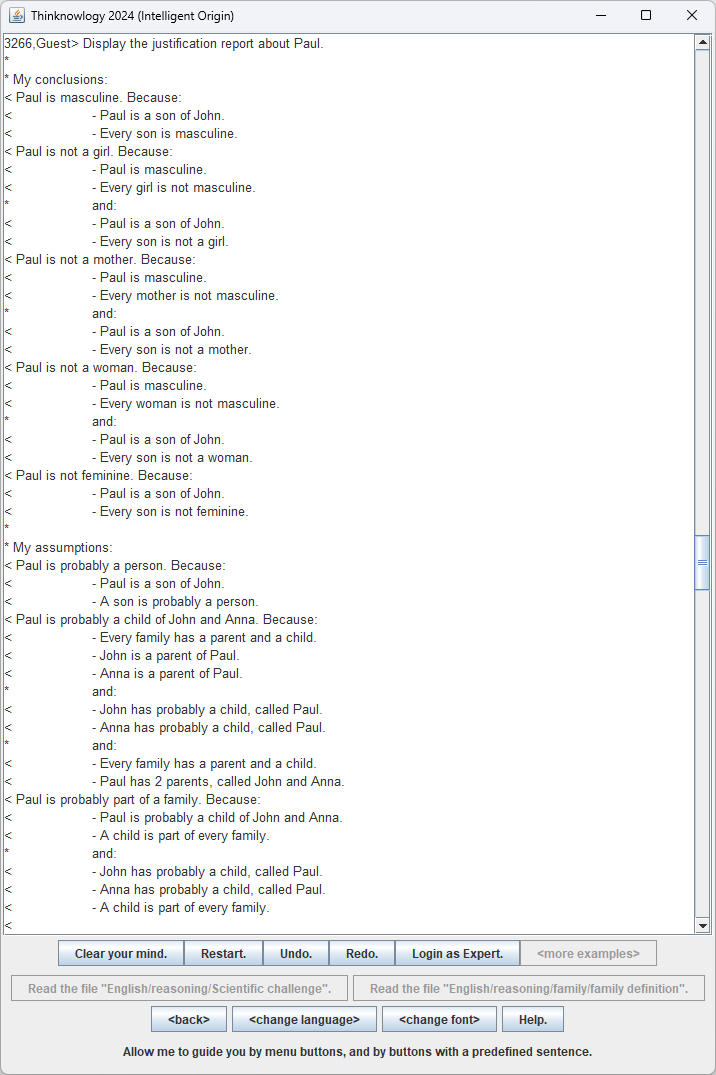 Thinknowlogy 2024 (Intelligent Origin)
3266,Guest> Display the justification report about Paul.
*
* My conclusions:
< Paul is masculine. Because:
< - Paul is a son of John.
< - Every son is masculine.
< Paul is not a girl. Because:
< - Paul is masculine.
< - Every girl is not masculine.
* and:
< - Paul is a son of John.
< - Every son is not a girl.
< Paul is not a mother. Because:
< - Paul is masculine.
< - Every mother is not masculine.
* and:
< - Paul is a son of John.
< - Every son is not a mother.
< Paul is not a woman. Because:
< - Paul is masculine.
< - Every woman is not masculine.
* and:
< - Paul is a son of John.
< - Every son is not a woman.
< Paul is not feminine. Because:
< - Paul is a son of John.
< - Every son is not feminine.
*
* My assumptions:
< Paul is probably a person. Because:
< - Paul is a son of John.
< - A son is probably a person.
< Paul is probably a child of John and Anna. Because:
< - Every family has a parent and a child.
< - John is a parent of Paul.
< - Anna is a parent of Paul.
* and:
< - John has probably a child, called Paul.
< - Anna has probably a child, called Paul.
* and:
< - Every family has a parent and a child.
< - Paul has 2 parents, called John and Anna.
< Paul is probably part of a family. Because:
< - Paul is probably a child of John and Anna.
< - A child is part of every family.
* and:
< - John has probably a child, called Paul.
< - Anna has probably a child, called Paul.
< - A child is part of every family.
<
Clear your mind. Restart. Undo. Redo. Login as Expert. <more examples>
Read the file "English/reasoning/Scientific challenge". Read the file "English/reasoning/family/family definition".
<back> <change language> <change font> Help.
Allow me to guide you by menu buttons, and by buttons with a predefined sentence.